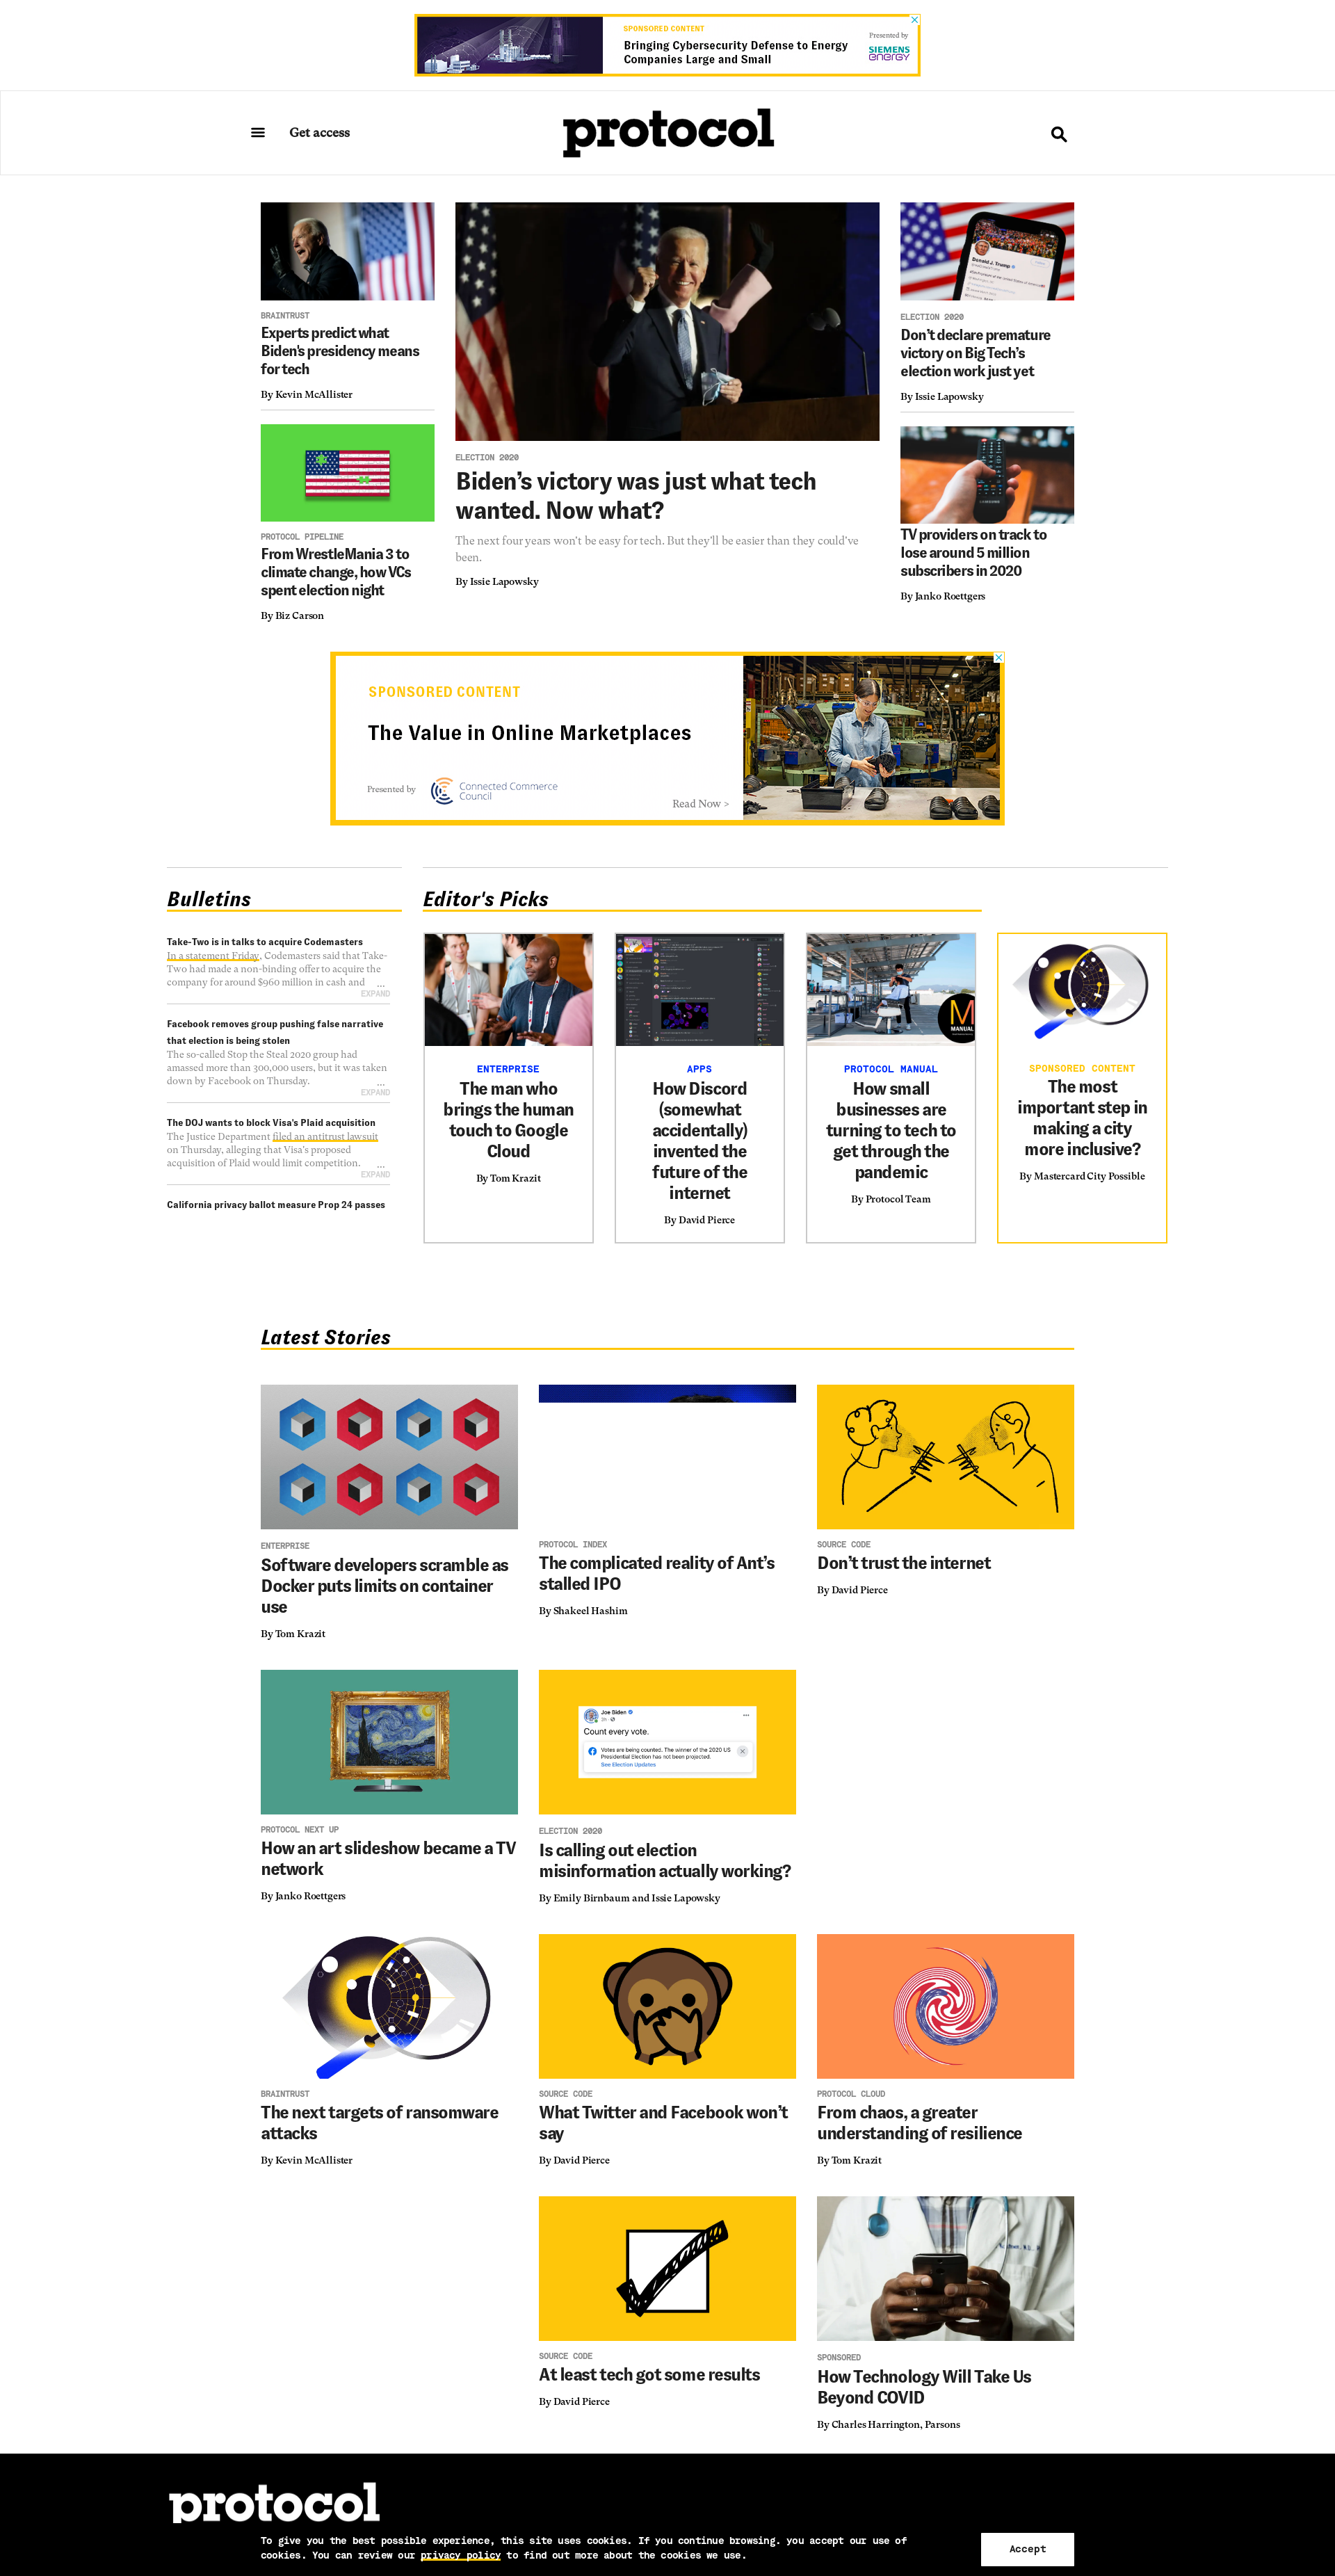 SPONSORED CONTENT
Bringing Cybersecurity Defense to Energy
Companies Large and Small
Presented by
SIEMENS
energy
Get access
protocol
BRAINTRUST
Experts predict what
Biden's presidency means
for tech
By Kevin McAllister
PROTOCOL PIPELINE
From WrestleMania 3 to
climate change, how VCs
spent election night
By Biz Carson
ELECTION 2020
Biden’s victory was just what tech
wanted. Now what?
The next four years won't be easy for tech. But they'll be easier than they could've
been.
By Issie Lapowsky
Donald J. Trump
ELECTION 2020
Don’t declare premature
victory on Big Tech’s
election work just yet
By Issie Lapowsky
SAMSUNG
TV providers on track to
lose around 5 million
subscribers in 2020
By Janko Roettgers
SPONSORED CONTENT
The Value in Online Marketplaces
Presented by
Connected Commerce
Council
Read Now >
Bulletins
Take-Two is in talks to acquire Codemasters
In a statement Friday, Codemasters said that Take-
Two had made a non-binding offer to acquire the
company for around $960 million in cash and ...
EXPAND
Facebook removes group pushing false narrative
that election is being stolen
The so-called Stop the Steal 2020 group had
amassed more than 300,000 users, but it was taken
down by Facebook on Thursday. ...
EXPAND
The DOJ wants to block Visa's Plaid acquisition
The Justice Department filed an antitrust lawsuit
on Thursday, alleging that Visa's proposed
acquisition of Plaid would limit competition. ...
EXPAND
California privacy ballot measure Prop 24 passes
Editor's Picks
ENTERPRISE
The man who
brings the human
touch to Google
Cloud
By Tom Krazit
APPS
How Discord
(somewhat
accidentally)
invented the
future of the
internet
By David Pierce
M
MANUAL
PROTOCOL MANUAL
How small
businesses are
turning to tech to
get through the
pandemic
By Protocol Team
SPONSORED CONTENT
The most
important step in
making a city
more inclusive?
By Mastercard City Possible
Latest Stories
ENTERPRISE
Software developers scramble as
Docker puts limits on container
use
By Tom Krazit
PROTOCOL INDEX
The complicated reality of Ant’s
stalled IPO
By Shakeel Hashim
SOURCE CODE
Don’t trust the internet
By David Pierce
PROTOCOL NEXT UP
How an art slideshow became a TV
network
By Janko Roettgers
Joe Biden
Count every vote.
Votes are being counted. The winner of the 2020 US
Presidential Election has not been projected.
See Election Updates
ELECTION 2020
Is calling out election
misinformation actually working?
By Emily Birnbaum and Issie Lapowsky
BRAINTRUST
The next targets of ransomware
attacks
By Kevin McAllister
SOURCE CODE
What Twitter and Facebook won’t
say
By David Pierce
PROTOCOL CLOUD
From chaos, a greater
understanding of resilience
By Tom Krazit
SOURCE CODE
At least tech got some results
By David Pierce
SPONSORED
How Technology Will Take Us
Beyond COVID
By Charles Harrington, Parsons
protocol
To give you the best possible experience, this site uses cookies. If you continue browsing. you accept our use of
cookies. You can review our privacy policy to find out more about the cookies we use.
Accept